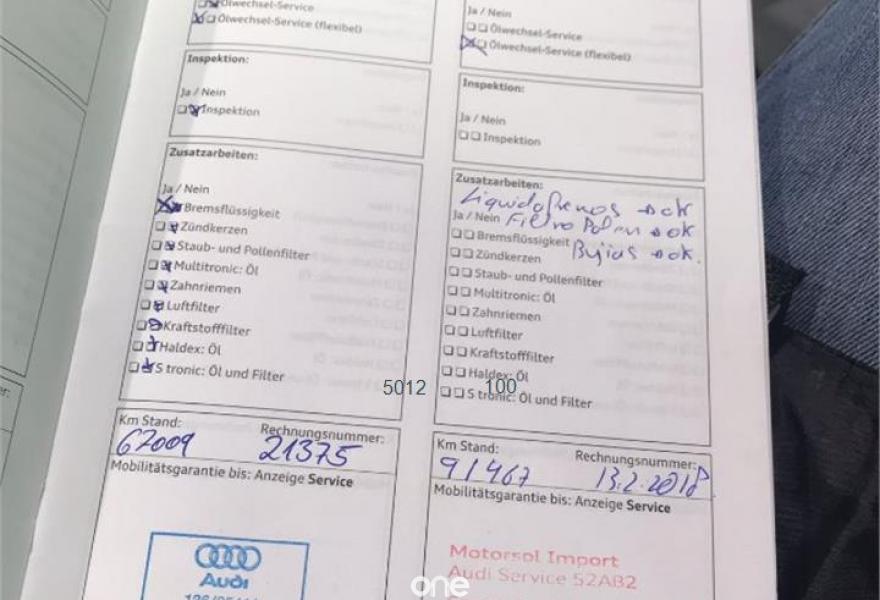 Ölwechsel-Service
Ölwechsel-Service (flexibel)
Inspektion:
Ja / Nein
Inspektion
Zusatzarbeiten:
Ja / Nein
Bremsflüssigkeit
Zündkerzen
Staub- und Pollenfilter
Multitronic: Öl
Zahnriemen
Luftfilter
Kraftstofffilter
Haldex: Öl
S tronic: Öl und Filter
Km Stand:
Rechnungsnummer:
67009 21375
Mobilitätsgarantie bis: Anzeige Service
Audi
Ja / Nein
Ölwechsel-Service
Ölwechsel-Service (flexibel)
Inspektion:
Ja / Nein
Inspektion
Zusatzarbeiten:
Liquido frenos ok
Ja / Nein Filtro Polen ok
Bremsflüssigkeit Bujias ok.
Zündkerzen
Staub- und Pollenfilter
Multitronic: Öl
Zahnriemen
Luftfilter
Kraftstofffilter
Haldex: Öl
S tronic: Öl und Filter
5012 100
Km Stand:
Rechnungsnummer:
91467 13.2.2018
Mobilitätsgarantie bis: Anzeige Service
Motorsol Import
Audi Service 52AB2
one